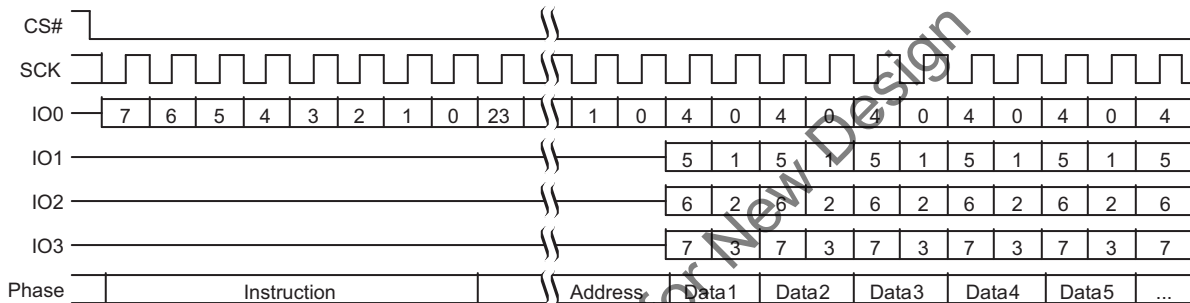 CS#
SCK
IO0 7 6 5 4 3 2 1 0 23 1 0 4 0 4 0 4 0 4 0 4 0 4
IO1 5 1 5 1 5 1 5 1 5 1 5
IO2 6 2 6 2 6 2 6 2 6 2 6
IO3 7 3 7 3 7 3 7 3 7 3 7
Phase Instruction Address Data1 Data2 Data3 Data4 Data5 ...
for New Design